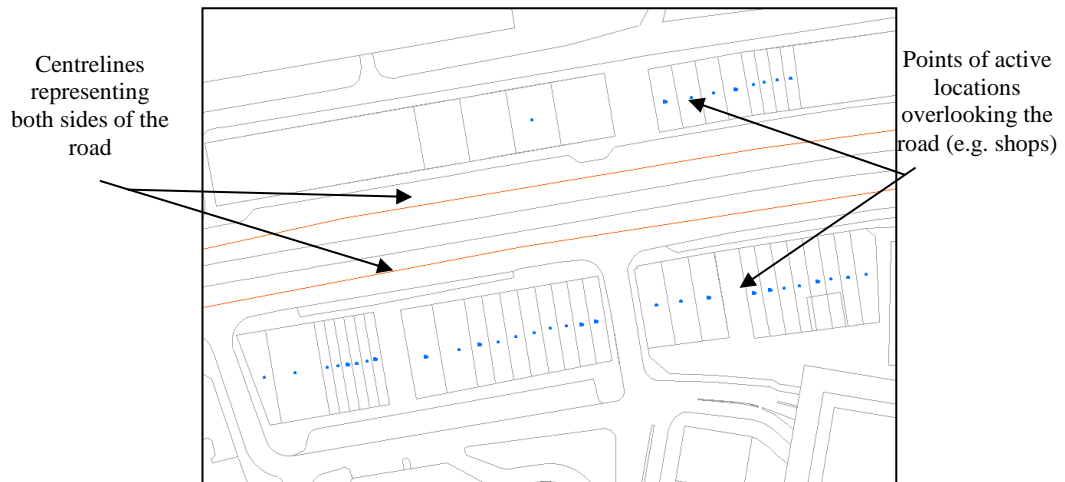 Centrelines
representing
both sides of the
road
Points of active
locations
overlooking the
road (e.g. shops)